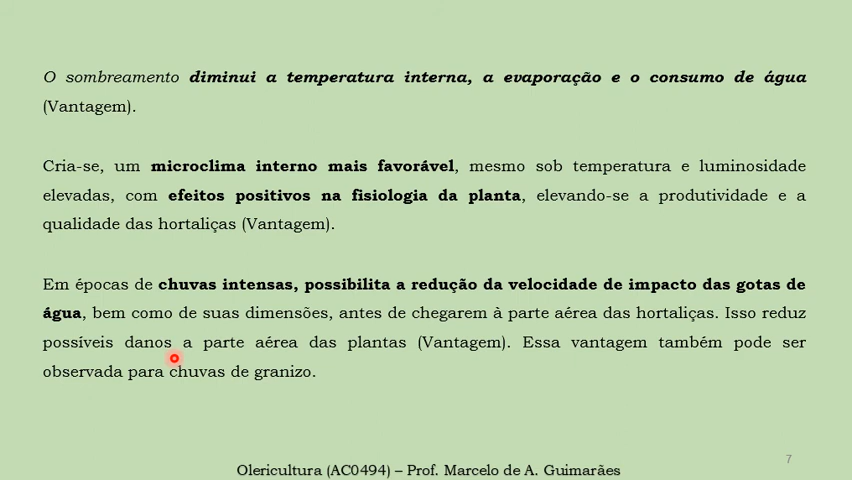 O sombreamento diminui a temperatura interna, a evaporação e o consumo de água
(Vantagem).
Cria-se, um microclima interno mais favorável, mesmo sob temperatura e luminosidade
elevadas, com efeitos positivos na fisiologia da planta, elevando-se a produtividade e a
qualidade das hortaliças (Vantagem).
Em épocas de chuvas intensas, possibilita a redução da velocidade de impacto das gotas de
água, bem como de suas dimensões, antes de chegarem à parte aérea das hortaliças. Isso reduz
possíveis danos a parte aérea das plantas (Vantagem). Essa vantagem também pode ser
observada para chuvas de granizo.
7
Olericultura (AC0494) – Prof. Marcelo de A. Guimarães